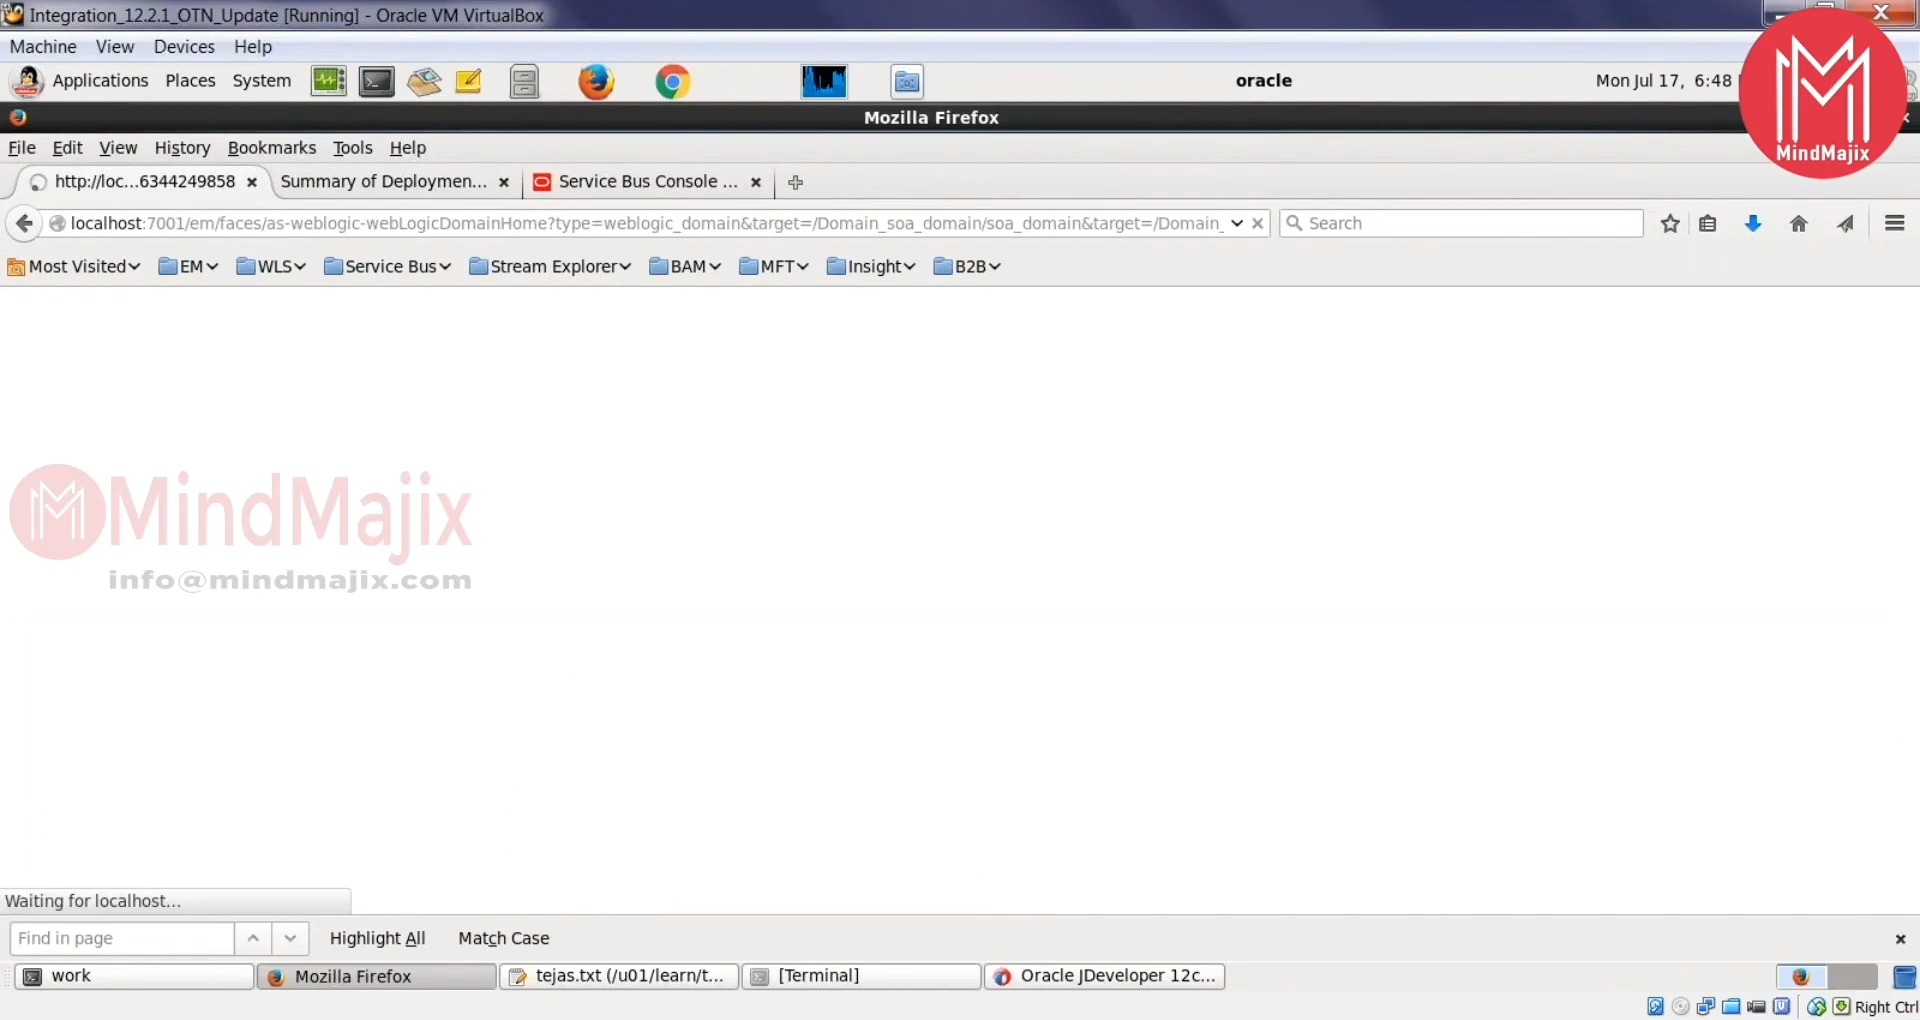 Integration_12.2.1_OTN_Update [Running] - Oracle VM VirtualBox
Machine View Devices Help
Applications Places System oracle Mon Jul 17, 6:48
Mozilla Firefox
MindMajix
File Edit View History Bookmarks Tools Help
http://loc...6344249858 Summary of Deploymen... Service Bus Console ...
localhost:7001/em/faces/as-weblogic-webLogicDomainHome?type=weblogic_domain&target=/Domain_soa_domain/soa_domain&target=/Domain_ Search
Most Visited EM WLS Service Bus Stream Explorer BAM MFT Insight B2B
MindMajix
info@mindmajix.com
Waiting for localhost...
Find in page Highlight All Match Case
work Mozilla Firefox tejas.txt (/u01/learn/t... [Terminal] Oracle JDeveloper 12c...
Right Ctrl